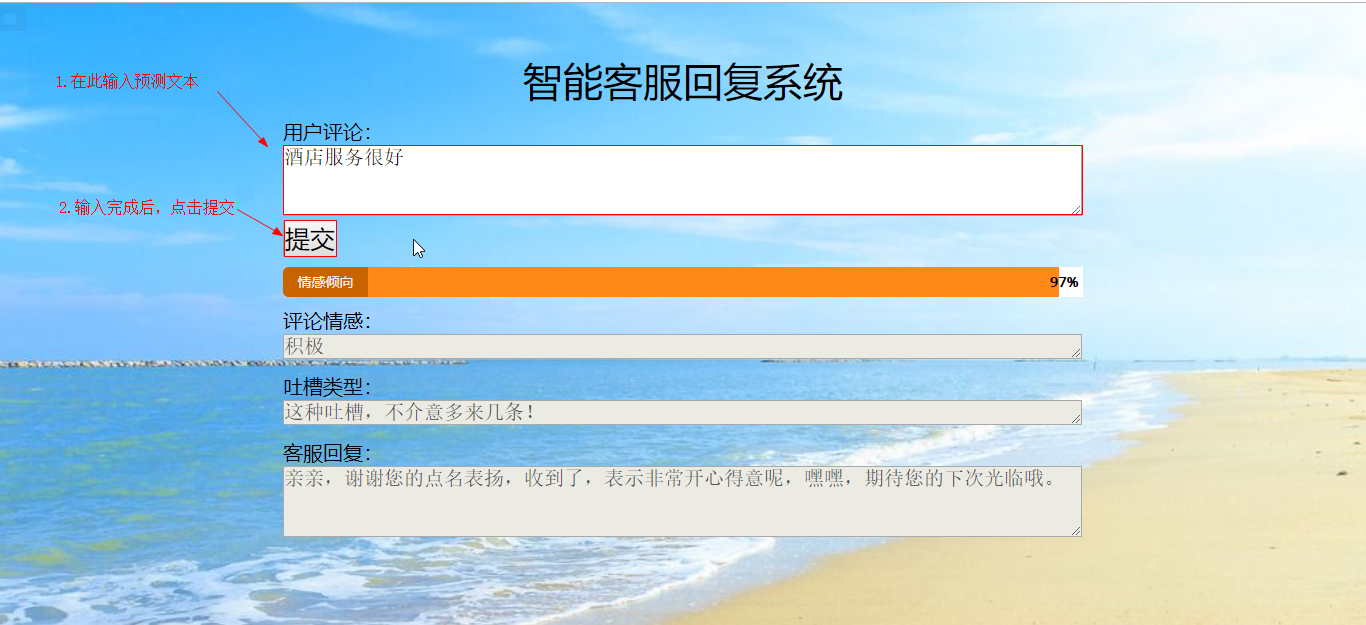 智能客服回复系统
1.在此输入预测文本
用户评论：
酒店服务很好
2.输入完成后，点击提交
提交
情感倾向 97%
评论情感：
积极
吐槽类型：
这种吐槽，不介意多来几条！
客服回复：
亲亲，谢谢您的点名表扬，收到了，表示非常开心得意呢，嘿嘿，期待您的下次光临哦。